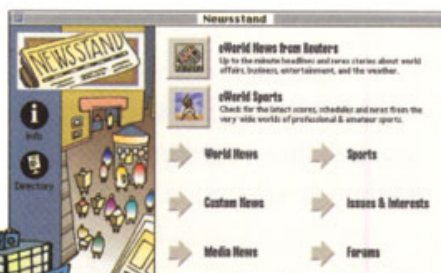 Newsstand
NEWSSTAND
Info
Directory
eWorld News from Reuters
Up to the minute headlines and news stories about world
affairs, business, entertainment, and the weather.
eWorld Sports
Check for the latest scores, schedules and news from the
very wide worlds of professional & amateur sports.
World News
Sports
Custom News
Issues & Interests
Media News
Forums